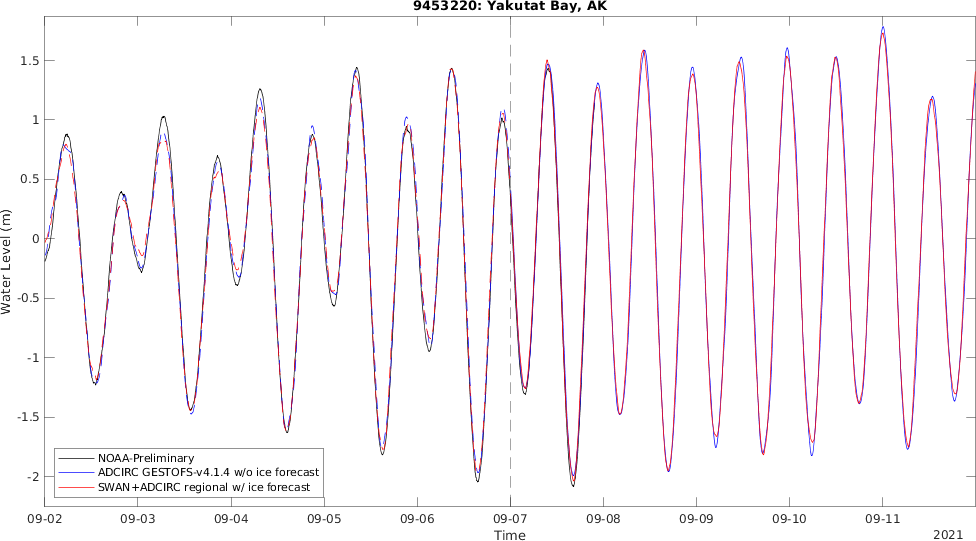 9453220: Yakutat Bay, AK
Water Level (m)
1.5
1
0.5
0
-0.5
-1
-1.5
-2
NOAA-Preliminary
ADCIRC GESTOFS-v4.1.4 w/o ice forecast
SWAN+ADCIRC regional w/ ice forecast
09-02 09-03 09-04 09-05 09-06 09-07 09-08 09-09 09-10 09-11
Time
2021